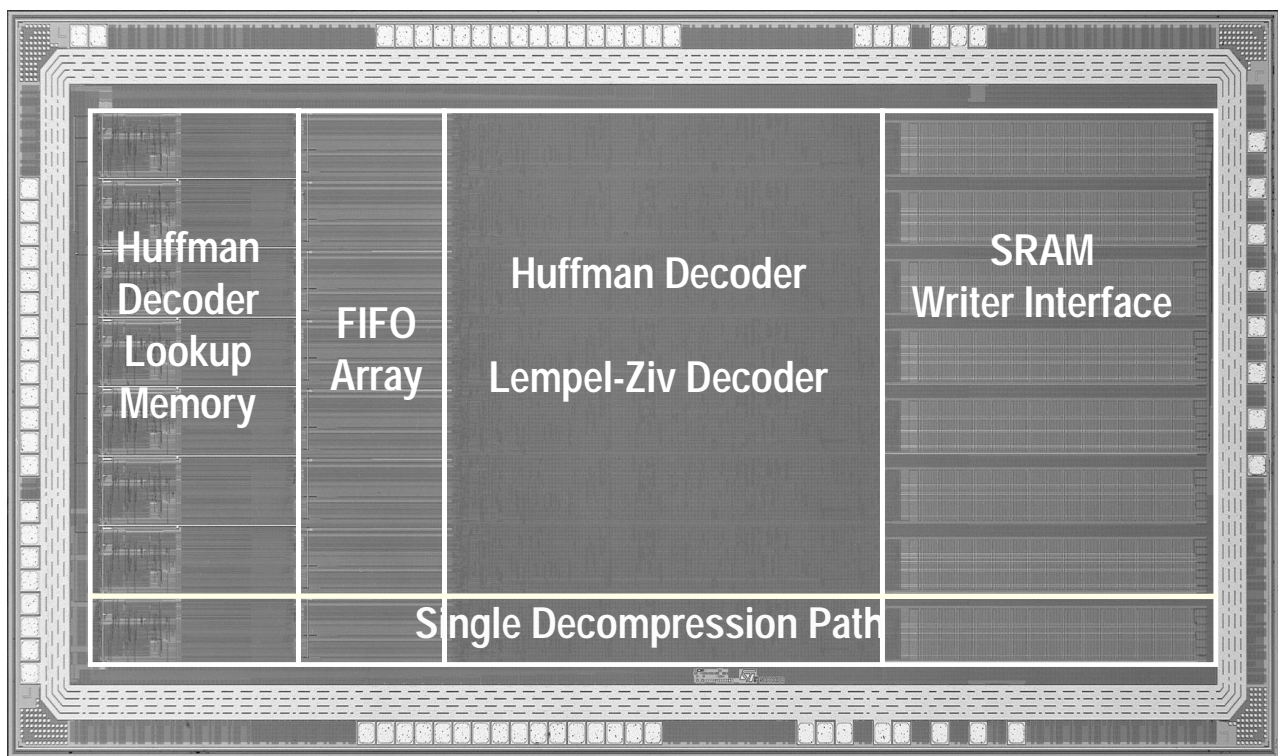 Huffman
Decoder
Lookup
Memory
FIFO
Array
Huffman Decoder
Lempel-Ziv Decoder
SRAM
Writer Interface
Single Decompression Path